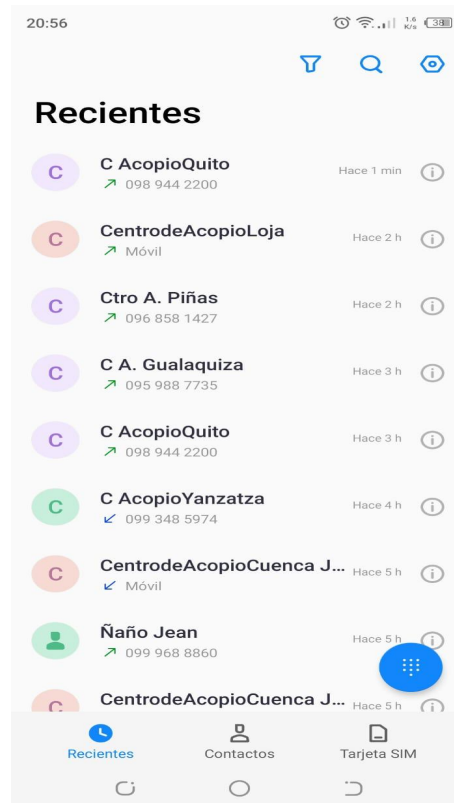 20:56
1.6
K/s
38
Recientes
C
C AcopioQuito
098 944 2200
Hace 1 min
C
CentrodeAcopioLoja
Móvil
Hace 2 h
C
Ctro A. Piñas
096 858 1427
Hace 2 h
C
C A. Gualaquiza
095 988 7735
Hace 3 h
C
C AcopioQuito
098 944 2200
Hace 3 h
C
C AcopioYanzatza
099 348 5974
Hace 4 h
C
CentrodeAcopioCuenca J...
Móvil
Hace 5 h
Ñaño Jean
099 968 8860
Hace 5 h
C
CentrodeAcopioCuenca J...
Hace 5 h
Recientes
Contactos
Tarjeta SIM